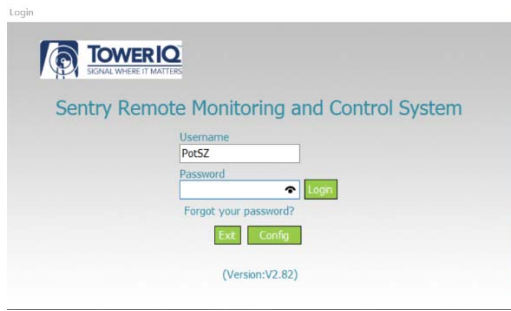 Login
TOWERIQ
SIGNAL WHERE IT MATTERS
Sentry Remote Monitoring and Control System
Username
PotSZ
Password
Login
Forgot your password?
Exit Config
(Version:V2.82)